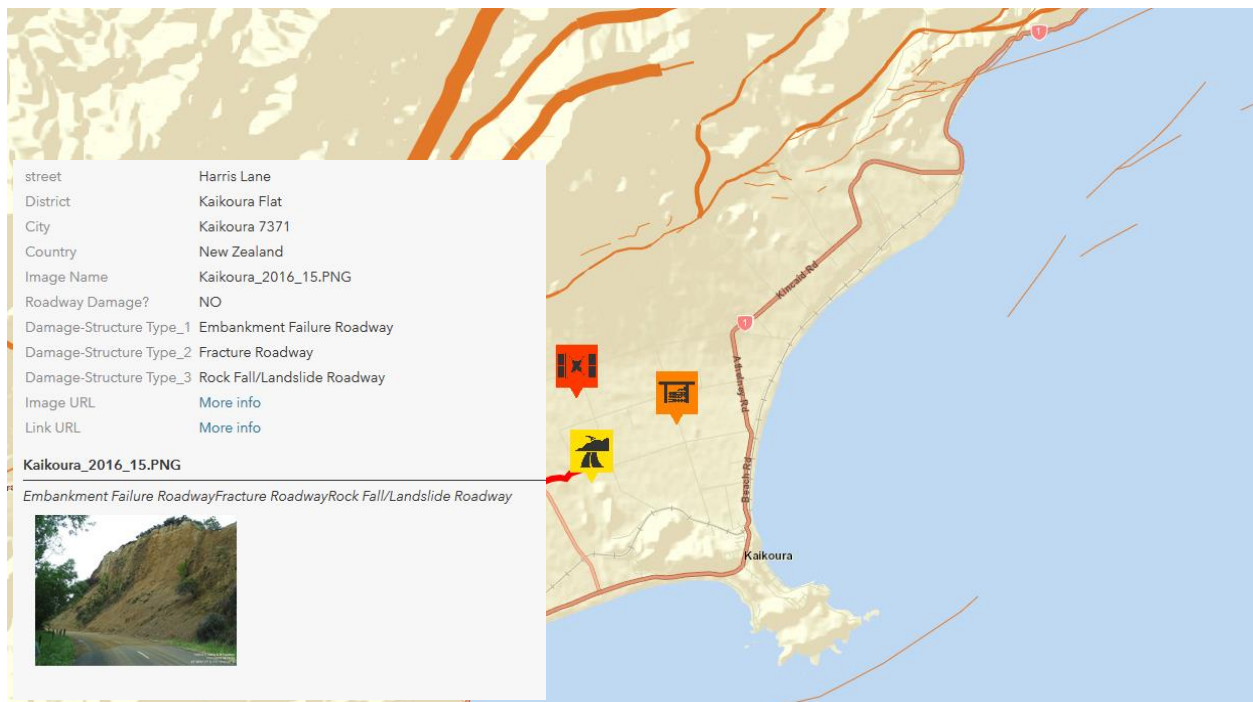 street Harris Lane
District Kaikoura Flat
City Kaikoura 7371
Country New Zealand
Image Name Kaikoura_2016_15.PNG
Roadway Damage? NO
Damage-Structure Type_1 Embankment Failure Roadway
Damage-Structure Type_2 Fracture Roadway
Damage-Structure Type_3 Rock Fall/Landslide Roadway
Image URL More info
Link URL More info
Kaikoura_2016_15.PNG
Embankment Failure RoadwayFracture RoadwayRock Fall/Landslide Roadway
1
Kincaid Rd
1
Athelney Rd
Beach Rd
Kaikoura